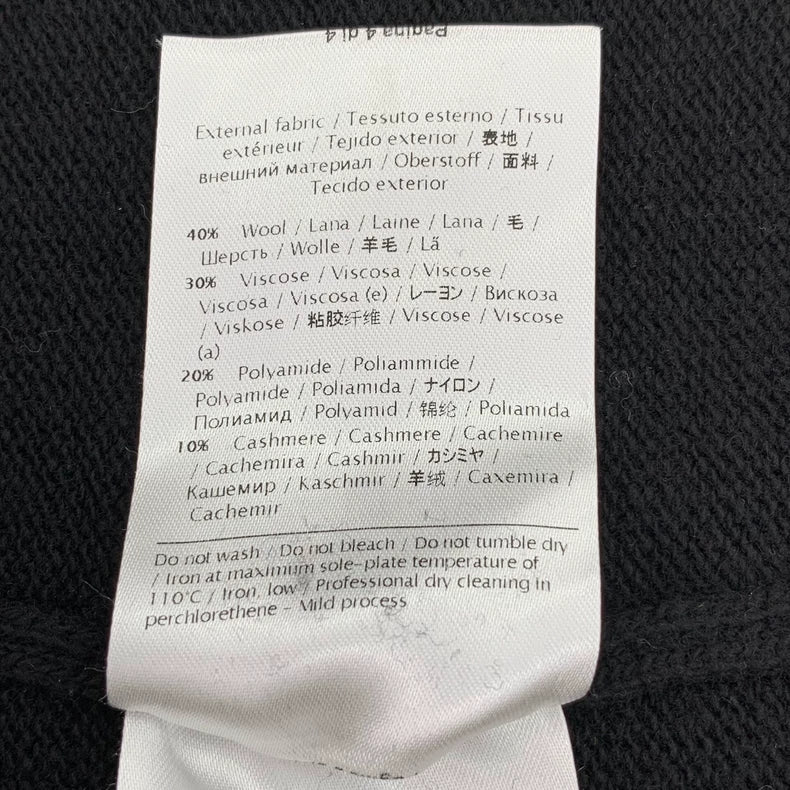 Pagina 4 di 4
External fabric / Tessuto esterno / Tissu
extérieur / Tejido exterior / 表地 /
внешний материал / Oberstoff / 面料 /
Tecido exterior
40% Wool / Lana / Laine / Lana / 毛 /
Шерсть / Wolle / 羊毛 / Lã
30% Viscose / Viscosa / Viscose /
Viscosa / Viscosa (e) / レーヨン / Вискоза
/ Viskose / 粘胶纤维 / Viscose / Viscose
(a)
20% Polyamide / Poliammide /
Polyamide / Poliamida / ナイロン /
Полиамид / Polyamid / 锦纶 / Poliamida
10% Cashmere / Cashmere / Cachemire
/ Cachemira / Cashmir / カシミヤ /
Кашемир / kaschmir / 羊绒 / Caxemira /
Cachemir
Do not wash / Do not bleach / Do not tumble dry
/ Iron at maximum sole-plate temperature of
110°C / Iron, low / Professional dry cleaning in
perchlorethene - Mild process